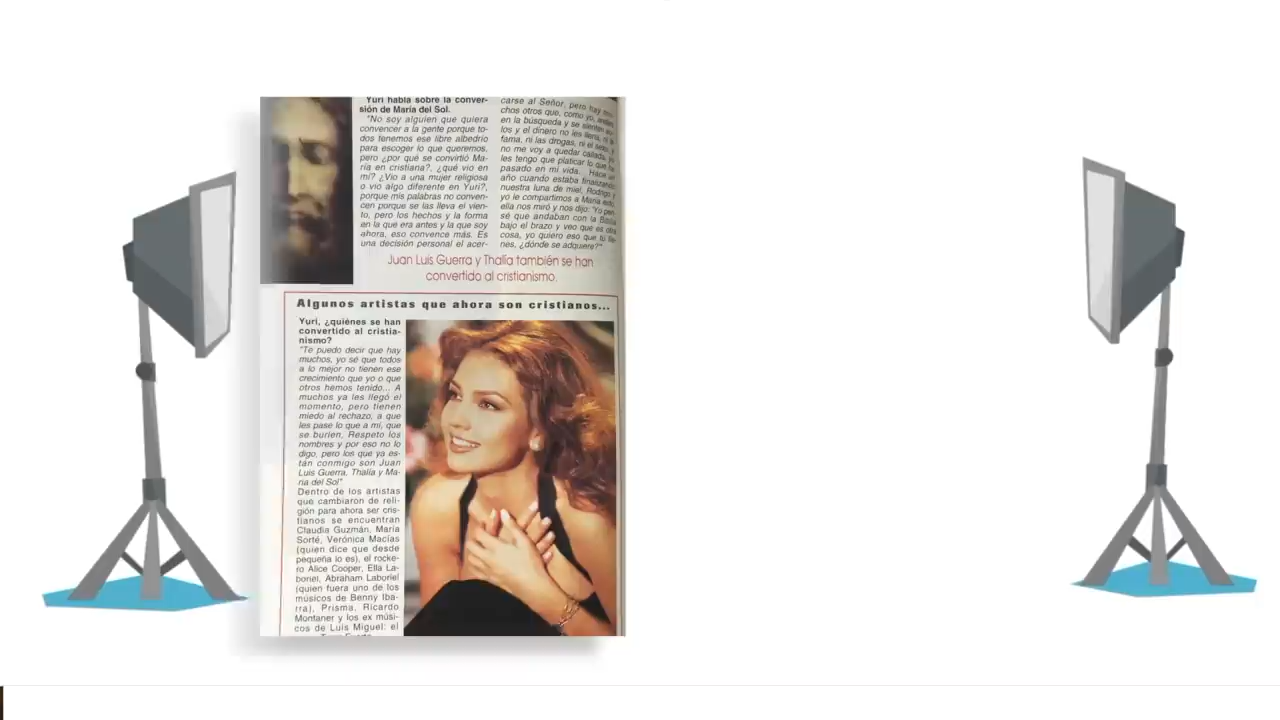 Yuri habla sobre la conver-
sión de María del Sol.
"No soy alguien que quiera
convencer a la gente porque to-
dos tenemos ese libre albedrío
para escoger lo que queremos,
pero ¿por qué se convirtió Ma-
ría en cristiana?, ¿qué vio en
mí? ¿Vio a una mujer religiosa
o vio algo diferente en Yuri?,
porque mis palabras no conven-
cen porque se las lleva el vien-
to, pero los hechos y la forma
en la que era antes y la que soy
ahora, eso convence más. Es
una decisión personal el acer-
carse al Señor, pero hay
chos otros que, como yo,
en la búsqueda y se sienten
los y el dinero no les llena, ni
fama, ni las drogas, ni el sexo,
no me voy a quedar callada,
les tengo que platicar lo que
pasado en mi vida... Hace
año cuando estaba finalizando
nuestra luna de miel, Rodrigo y
yo le compartimos a María esto,
ella nos miró y nos dijo: "Yo pen-
sé que andaban con la Biblia
bajo el brazo y veo que es otra
cosa, yo quiero eso que tú tie-
nes, ¿dónde se adquiere?"
Juan Luis Guerra y Thalía también se han
convertido al cristianismo.
Algunos artistas que ahora son cristianos...
Yuri, ¿quiénes se han
convertido al cristia-
nismo?
"Te puedo decir que hay
muchos, yo sé que todos
a lo mejor no tienen ese
crecimiento que yo o que
otros hemos tenido... A
muchos ya les llegó el
momento, pero tienen
miedo al rechazo, a que
les pase lo que a mí, que
se burlen. Respeto los
nombres y por eso no lo
digo, pero los que ya es-
tán conmigo son Juan
Luis Guerra, Thalía y Ma-
ría del Sol"
Dentro de los artistas
que cambiaron de reli-
gión para ahora ser cris-
tianos se encuentran
Claudia Guzmán, María
Sorté, Verónica Macías
(quien dice que desde
pequeña lo es), el rocke-
ro Alice Cooper, Ella La-
boriel, Abraham Laboriel
(quien fuera uno de los
músicos de Benny Iba-
rra), Prisma, Ricardo
Montaner y los ex músi-
cos de Luis Miguel: el